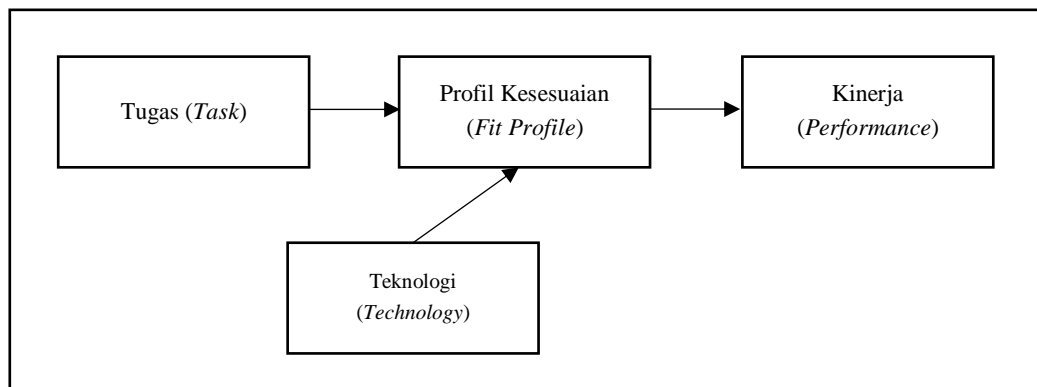 Tugas (Task)
Profil Kesesuaian
(Fit Profile)
Kinerja
(Performance)
Teknologi
(Technology)